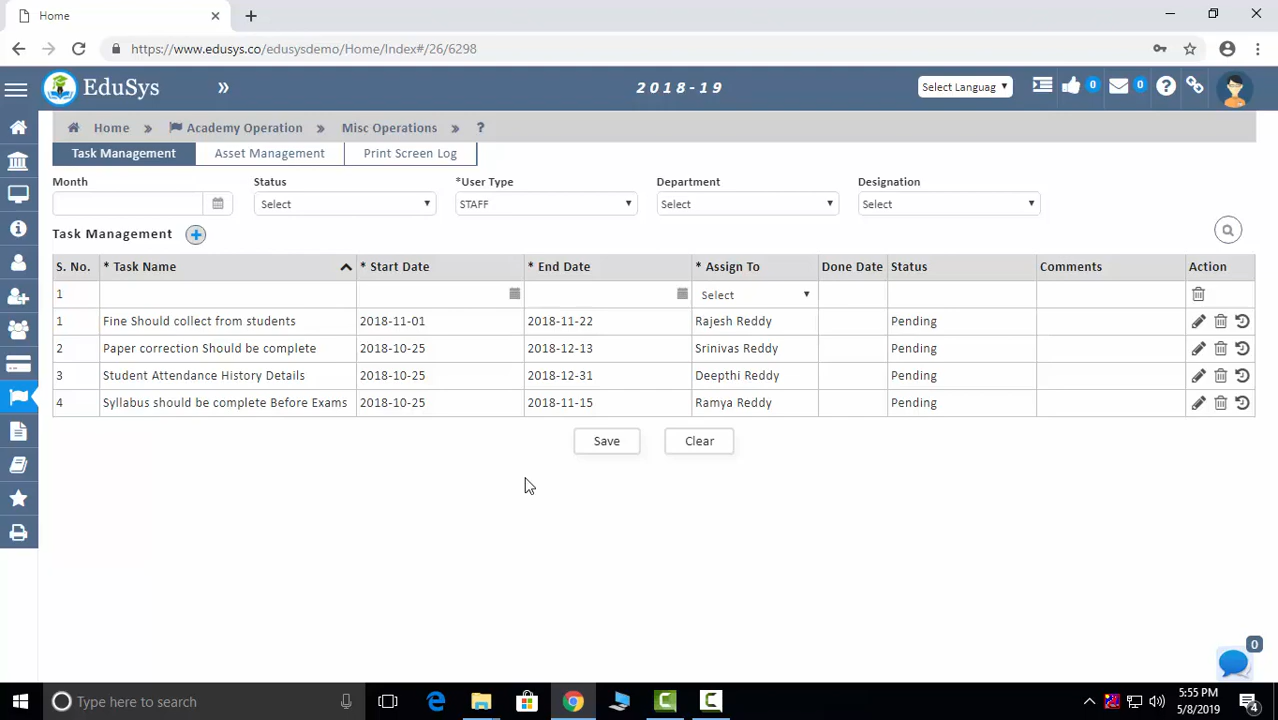 Home
https://www.edusys.co/edusysdemo/Home/Index#/26/6298
EduSys » 2018-19 Select Languag 0 0
Home » Academy Operation » Misc Operations » ?
Task Management Asset Management Print Screen Log
Month Status *User Type Department Designation
Select STAFF Select Select
Task Management
S. No. * Task Name * Start Date * End Date * Assign To Done Date Status Comments Action
1 Select
1 Fine Should collect from students 2018-11-01 2018-11-22 Rajesh Reddy Pending
2 Paper correction Should be complete 2018-10-25 2018-12-13 Srinivas Reddy Pending
3 Student Attendance History Details 2018-10-25 2018-12-31 Deepthi Reddy Pending
4 Syllabus should be complete Before Exams 2018-10-25 2018-11-15 Ramya Reddy Pending
Save Clear
0
Type here to search
5:55 PM
5/8/2019
4